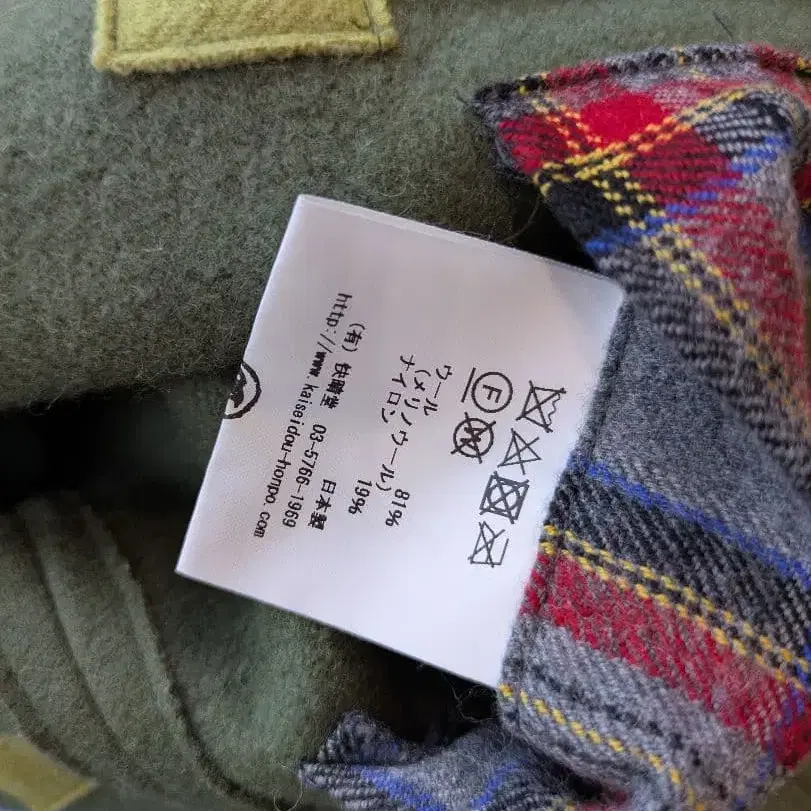 F
ウール 81%
(メリノウール)
ナイロン 19%
日本製
(有) 快晴堂 03-5766-1969
http://www.kaiseidou-honpo.com